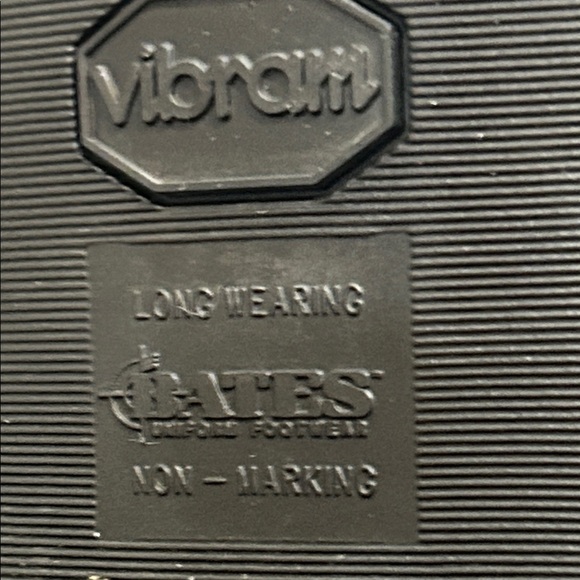 vibram
LONG WEARING
BATES
UNIFORM FOOTWEAR
NON - MARKING